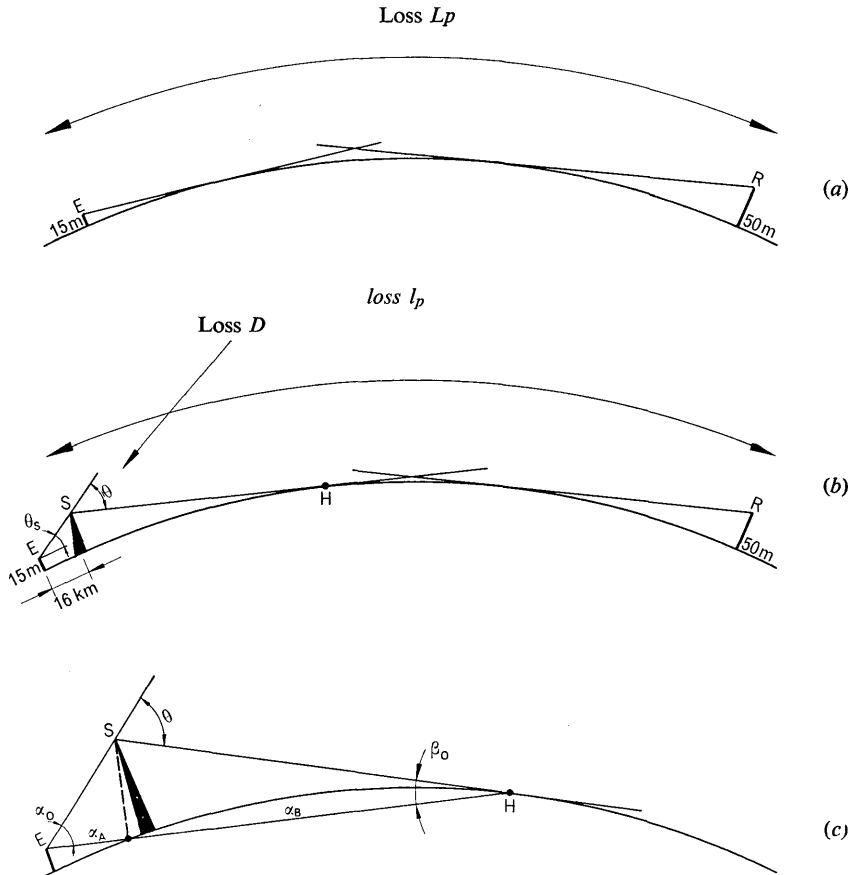 Loss Lp
E
15m
R
50m
(a)
loss lp
Loss D
S
θ
H
θs
E
15m
16 km
R
50m
(b)
S
θ
β₀
α₀
E
αA
αB
H
(c)